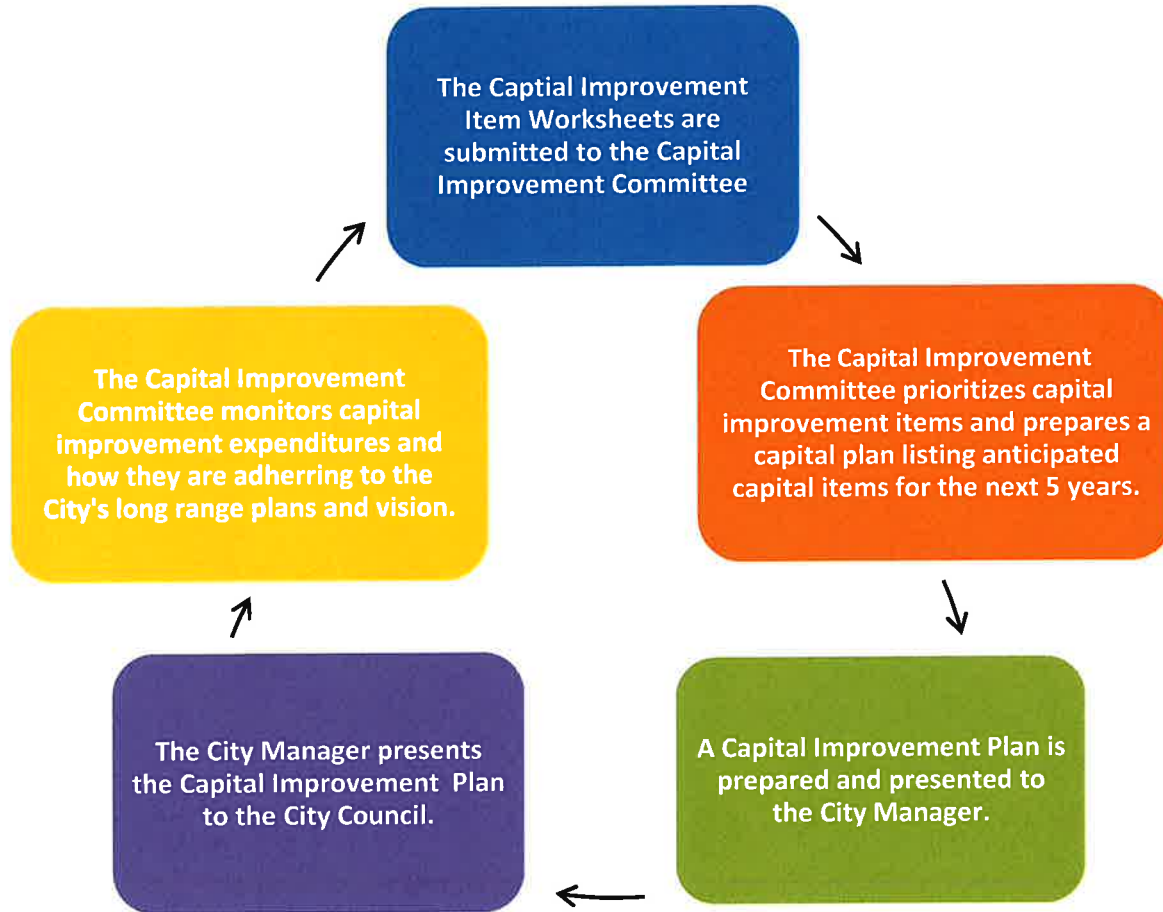 The Captial Improvement
Item Worksheets are
submitted to the Capital
Improvement Committee
The Capital Improvement
Committee prioritizes capital
improvement items and prepares a
capital plan listing anticipated
capital items for the next 5 years.
A Capital Improvement Plan is
prepared and presented to
the City Manager.
The City Manager presents
the Capital Improvement Plan
to the City Council.
The Capital Improvement
Committee monitors capital
improvement expenditures and
how they are adherring to the
City's long range plans and vision.